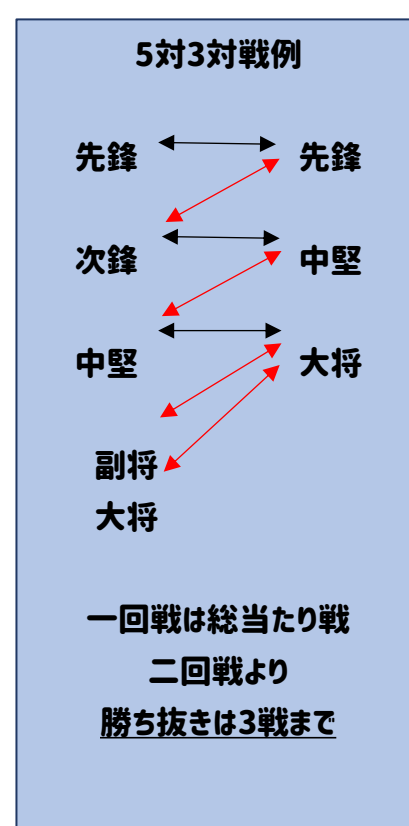 5対3対戦例
先鋒 先鋒
次鋒 中堅
中堅 大将
副将
大将
一回戦は総当たり戦
二回戦より
勝ち抜きは3戦まで